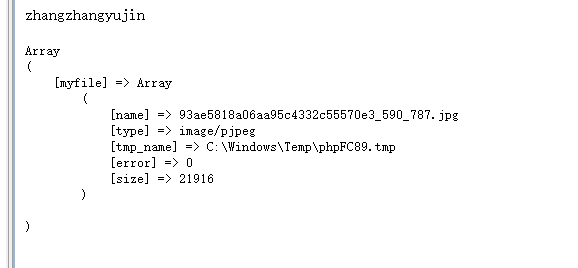 zhangzhangyujin
Array
(
[myfile] => Array
(
[name] => 93ae5818a06aa95c4332c55570e3_590_787.jpg
[type] => image/pjpeg
[tmp_name] => C:\Windows\Temp\phpFC89.tmp
[error] => 0
[size] => 21916
)
)